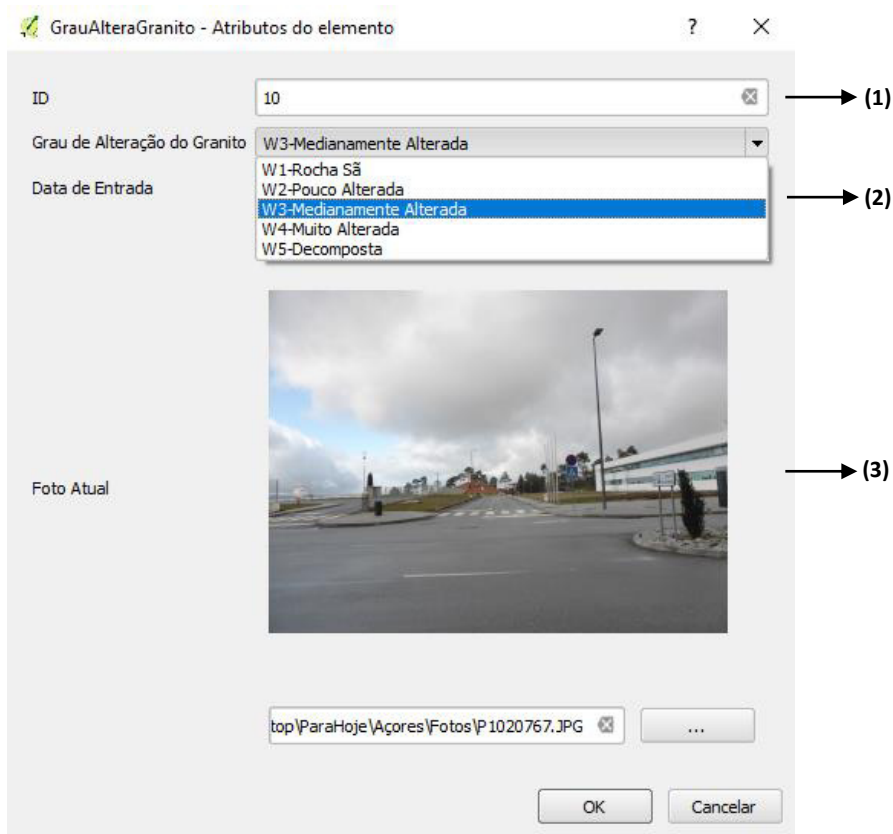 GrauAlteraGranito - Atributos do elemento
ID
10
(1)
Grau de Alteração do Granito
W3-Medianamente Alterada
W1-Rocha Sã
W2-Pouco Alterada
W3-Medianamente Alterada
W4-Muito Alterada
W5-Decomposta
Data de Entrada
(2)
Foto Atual
(3)
top\ParaHoje\Açores\Fotos\P1020767.JPG
...
OK
Cancelar